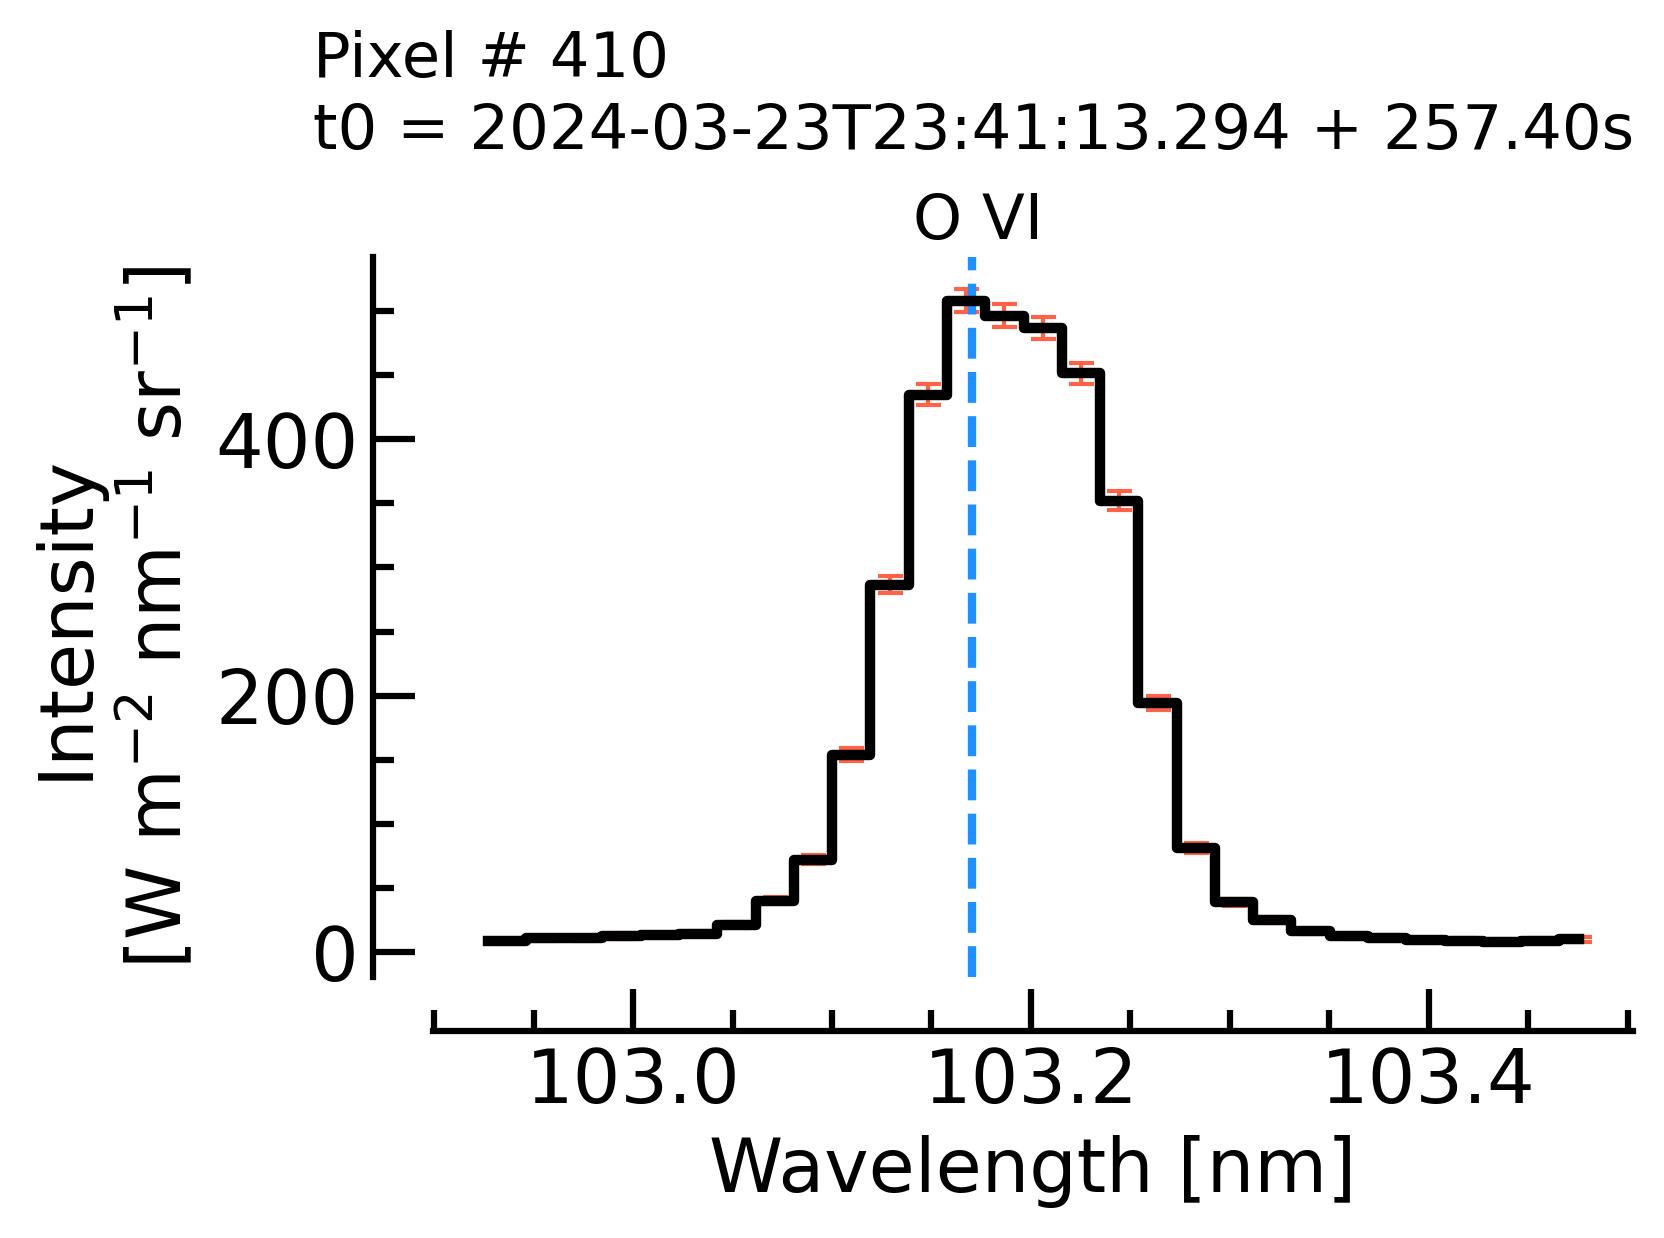 Pixel # 410
t0 = 2024-03-23T23:41:13.294 + 257.40s
O VI
Intensity
[W m⁻² nm⁻¹ sr⁻¹]
400
200
0
103.0 103.2 103.4
Wavelength [nm]